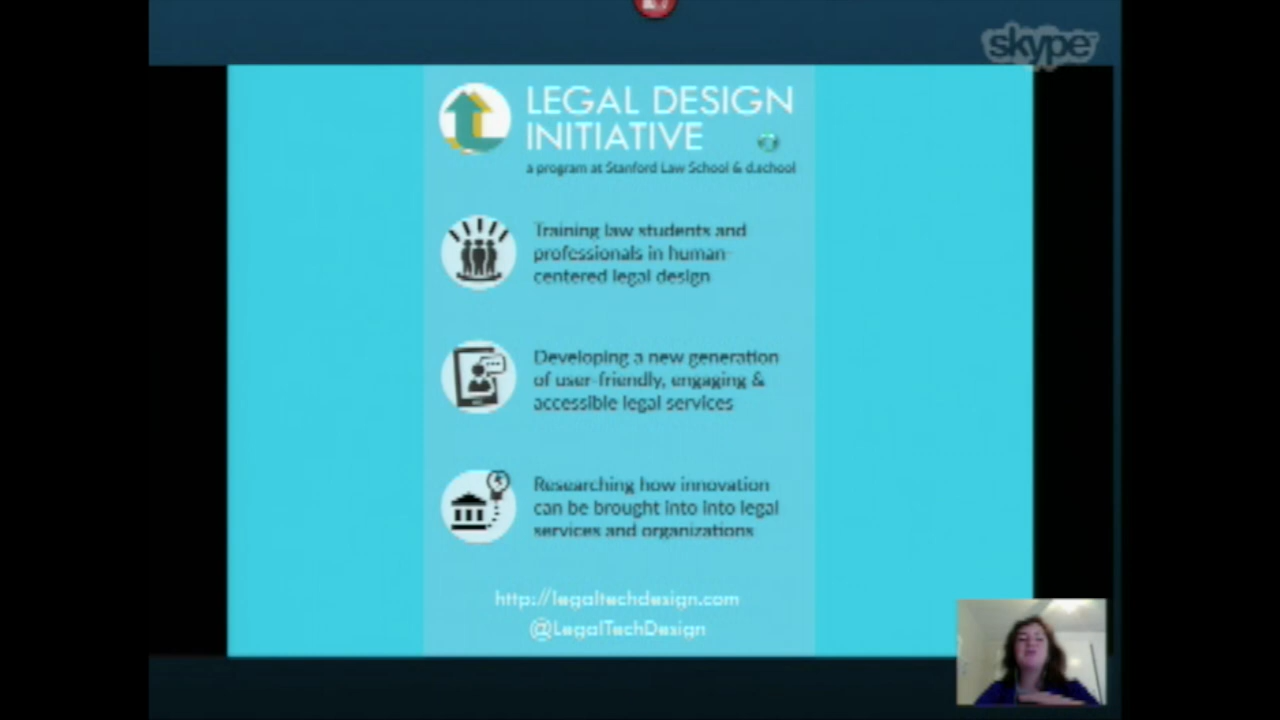 skype
LEGAL DESIGN
INITIATIVE
a program at Stanford Law School & d.school
Training law students and
professionals in human-
centered legal design
Developing a new generation
of user-friendly, engaging &
accessible legal services
Researching how innovation
can be brought into into legal
services and organizations
http://legaltechdesign.com
@LegalTechDesign